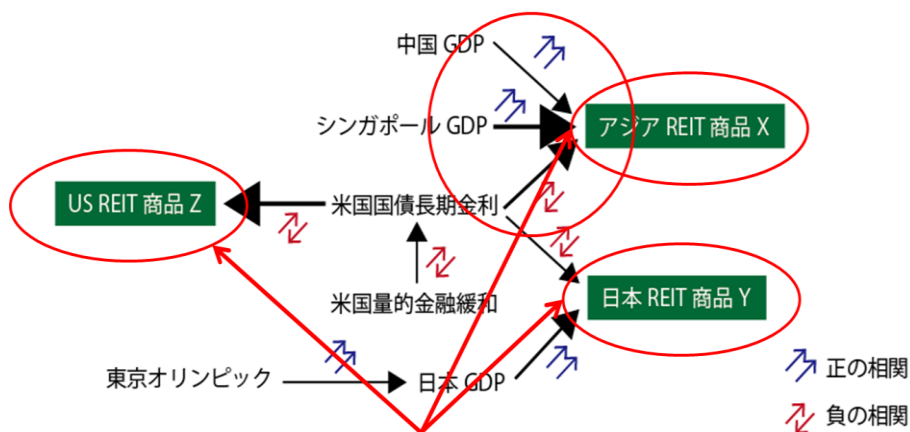 中国 GDP
シンガポール GDP
アジア REIT 商品 X
US REIT 商品 Z
米国国債長期金利
米国量的金融緩和
日本 REIT 商品 Y
東京オリンピック
日本 GDP
正の相関
負の相関